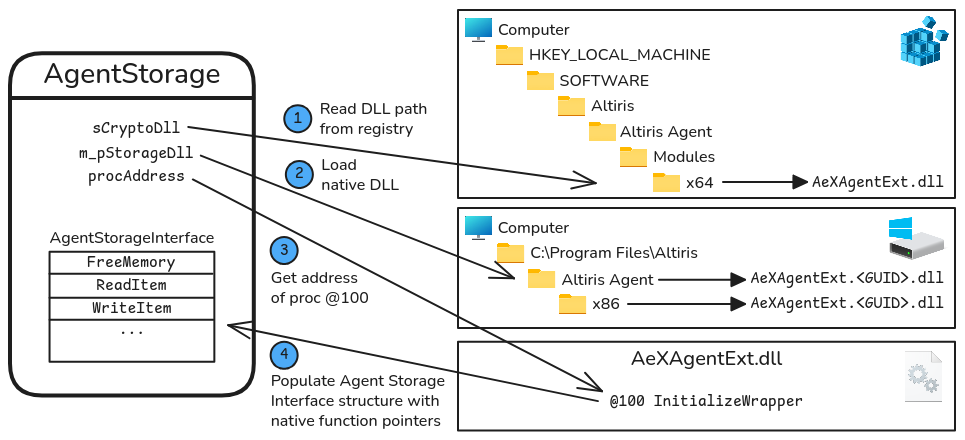 AgentStorage
sCryptoDll
m_pStorageDll
procAddress
AgentStorageInterface
FreeMemory
ReadItem
WriteItem
...
1
Read DLL path
from registry
2
Load
native DLL
3
Get address
of proc @100
4
Populate Agent Storage
Interface structure with
native function pointers
Computer
HKEY_LOCAL_MACHINE
SOFTWARE
Altiris
Altiris Agent
Modules
x64 AeXAgentExt.dll
Computer
C:\Program Files\Altiris
Altiris Agent AeXAgentExt.<GUID>.dll
x86 AeXAgentExt.<GUID>.dll
AeXAgentExt.dll
@100 InitializeWrapper